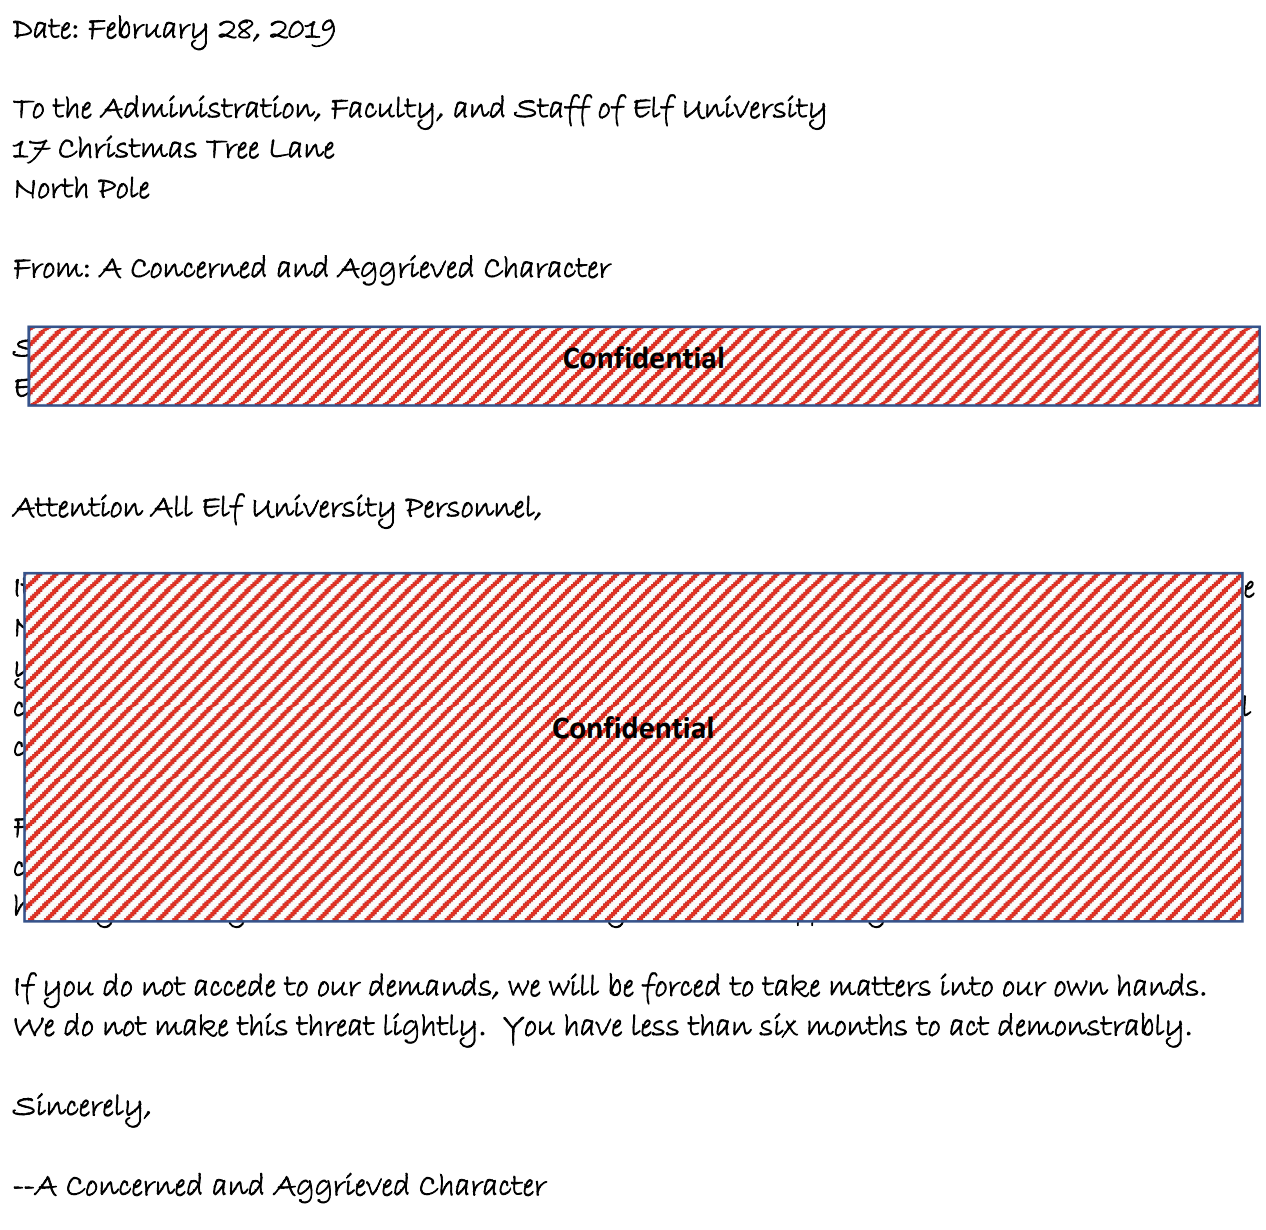 Date: February 28, 2019
To the Administration, Faculty, and Staff of Elf University
17 Christmas Tree Lane
North Pole
From: A Concerned and Aggrieved Character
Confidential
Attention All Elf University Personnel,
Confidential
If you do not accede to our demands, we will be forced to take matters into our own hands.
We do not make this threat lightly. You have less than six months to act demonstrably.
Sincerely,
--A Concerned and Aggrieved Character